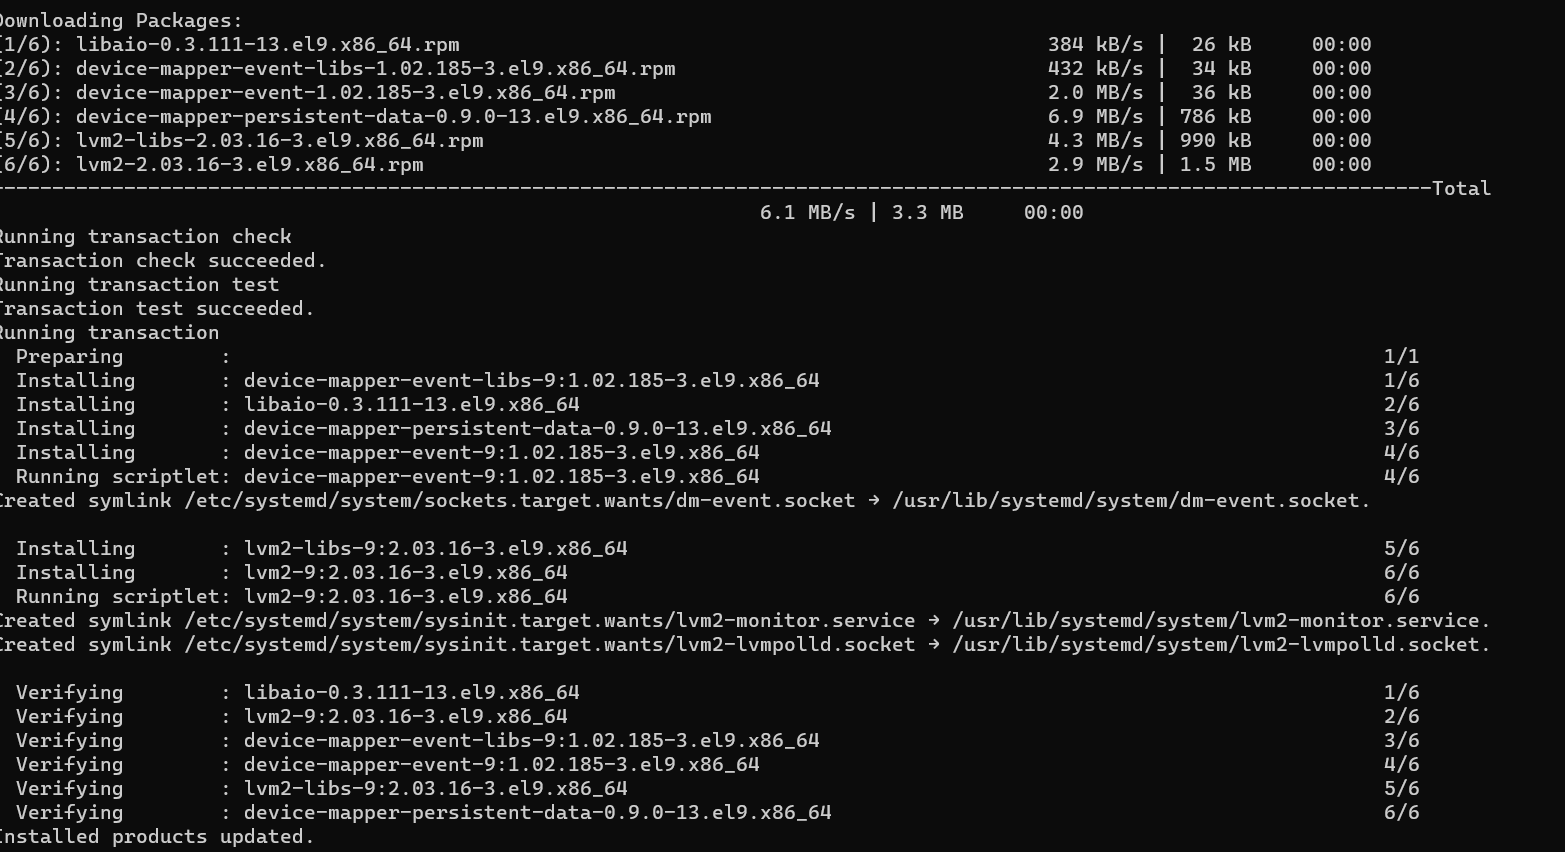 Downloading Packages:
(1/6): libaio-0.3.111-13.el9.x86_64.rpm 384 kB/s | 26 kB 00:00
(2/6): device-mapper-event-libs-1.02.185-3.el9.x86_64.rpm 432 kB/s | 34 kB 00:00
(3/6): device-mapper-event-1.02.185-3.el9.x86_64.rpm 2.0 MB/s | 36 kB 00:00
(4/6): device-mapper-persistent-data-0.9.0-13.el9.x86_64.rpm 6.9 MB/s | 786 kB 00:00
(5/6): lvm2-libs-2.03.16-3.el9.x86_64.rpm 4.3 MB/s | 990 kB 00:00
(6/6): lvm2-2.03.16-3.el9.x86_64.rpm 2.9 MB/s | 1.5 MB 00:00
------------------------------------------------------------------------------------------------------------------------Total
6.1 MB/s | 3.3 MB 00:00
Running transaction check
Transaction check succeeded.
Running transaction test
Transaction test succeeded.
Running transaction
Preparing : 1/1
Installing : device-mapper-event-libs-9:1.02.185-3.el9.x86_64 1/6
Installing : libaio-0.3.111-13.el9.x86_64 2/6
Installing : device-mapper-persistent-data-0.9.0-13.el9.x86_64 3/6
Installing : device-mapper-event-9:1.02.185-3.el9.x86_64 4/6
Running scriptlet: device-mapper-event-9:1.02.185-3.el9.x86_64 4/6
Created symlink /etc/systemd/system/sockets.target.wants/dm-event.socket → /usr/lib/systemd/system/dm-event.socket.
Installing : lvm2-libs-9:2.03.16-3.el9.x86_64 5/6
Installing : lvm2-9:2.03.16-3.el9.x86_64 6/6
Running scriptlet: lvm2-9:2.03.16-3.el9.x86_64 6/6
Created symlink /etc/systemd/system/sysinit.target.wants/lvm2-monitor.service → /usr/lib/systemd/system/lvm2-monitor.service.
Created symlink /etc/systemd/system/sysinit.target.wants/lvm2-lvmpolld.socket → /usr/lib/systemd/system/lvm2-lvmpolld.socket.
Verifying : libaio-0.3.111-13.el9.x86_64 1/6
Verifying : lvm2-9:2.03.16-3.el9.x86_64 2/6
Verifying : device-mapper-event-libs-9:1.02.185-3.el9.x86_64 3/6
Verifying : device-mapper-event-9:1.02.185-3.el9.x86_64 4/6
Verifying : lvm2-libs-9:2.03.16-3.el9.x86_64 5/6
Verifying : device-mapper-persistent-data-0.9.0-13.el9.x86_64 6/6
Installed products updated.